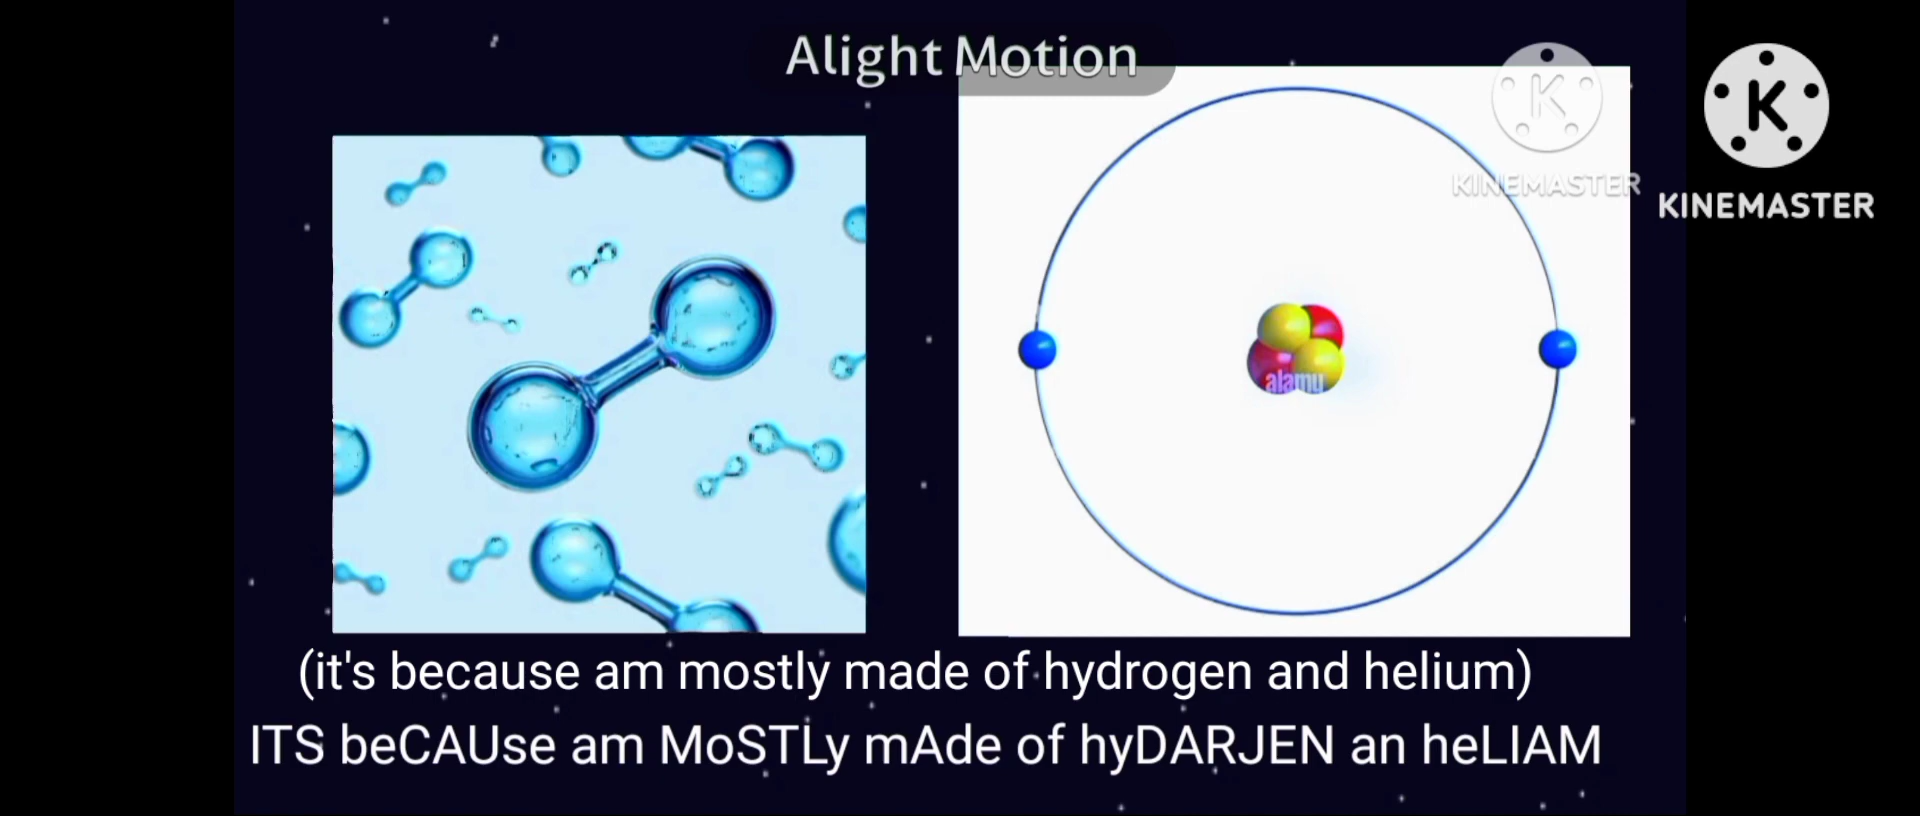 Alight Motion
K
KINEMASTER
K
KINEMASTER
alamy
(it's because am mostly made of hydrogen and helium)
ITS beCAUse am MoSTLy mAde of hyDARJEN an heLIAM